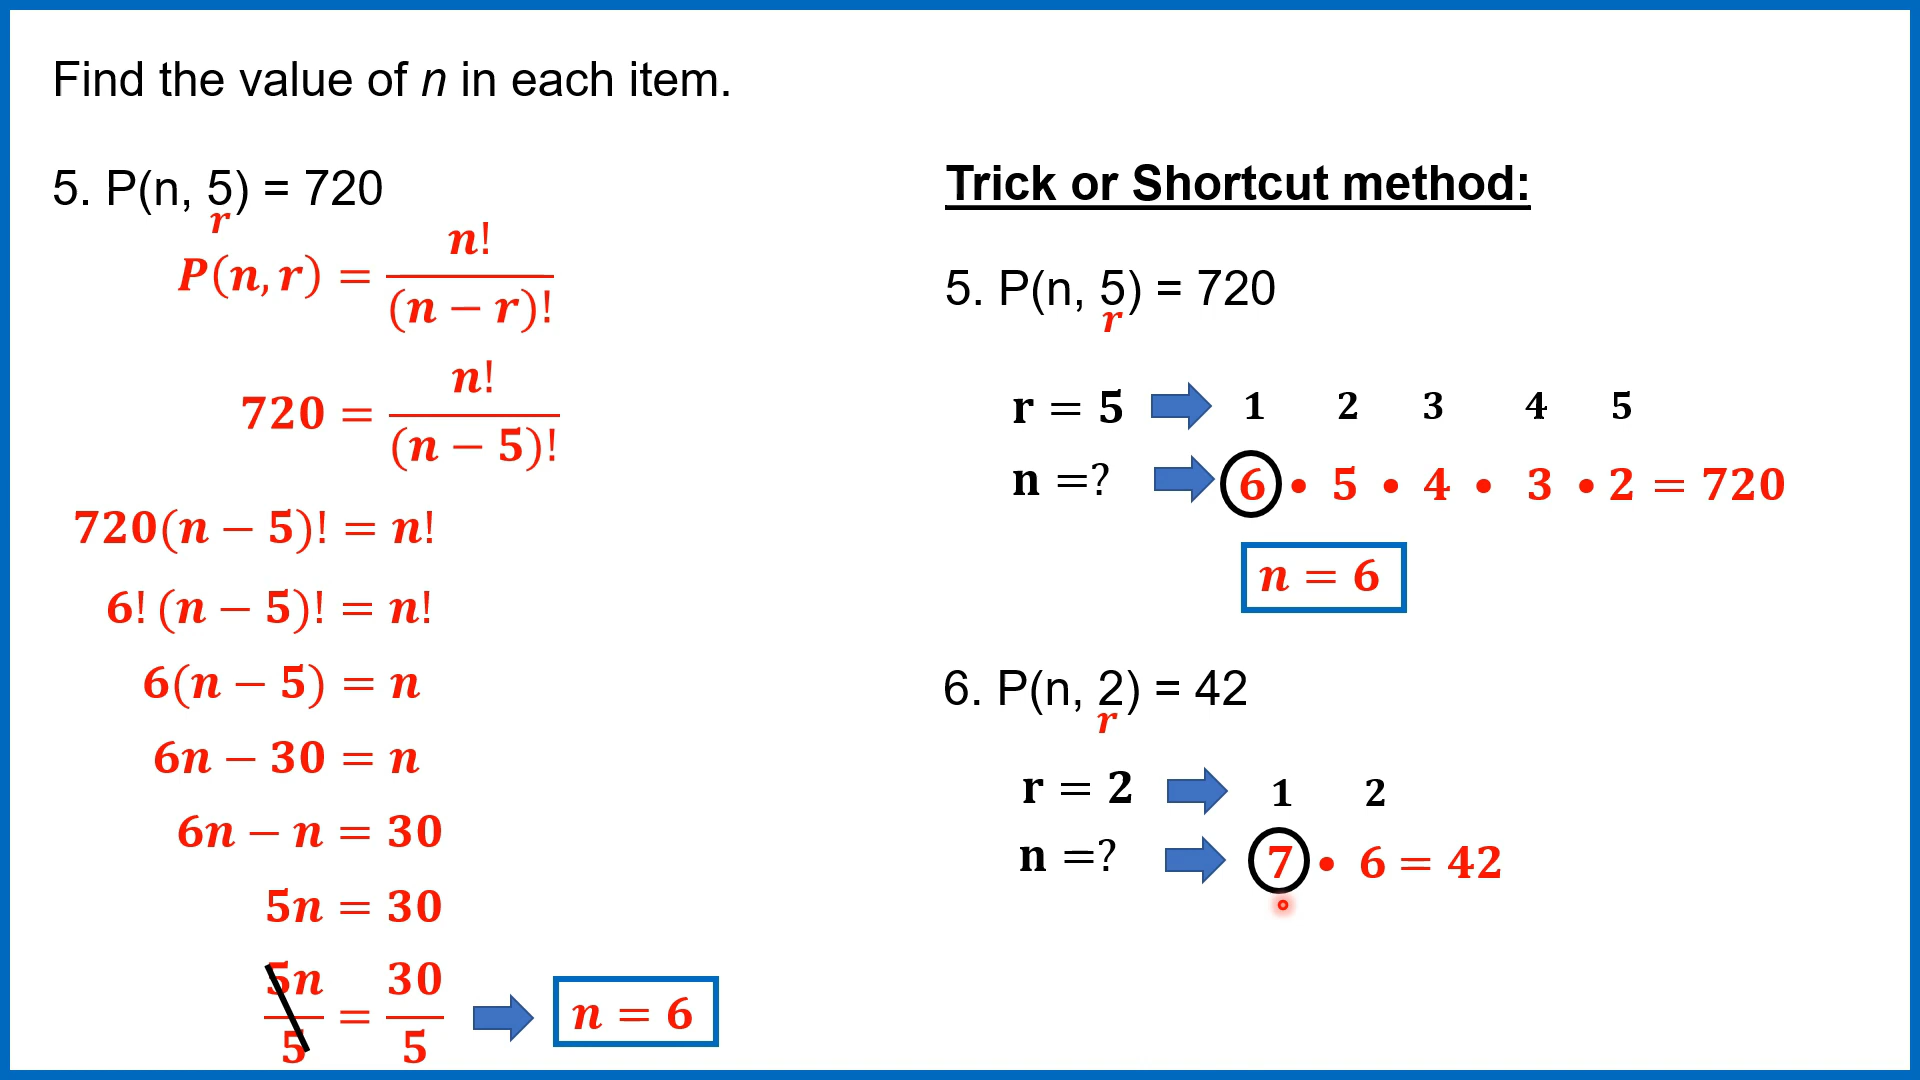 Find the value of n in each item.
5. P(n, 5) = 720
r
P(n, r) = n! / (n − r)!
720 = n! / (n − 5)!
720(n − 5)! = n!
6! (n − 5)! = n!
6(n − 5) = n
6n − 30 = n
6n − n = 30
5n = 30
5n / 5 = 30 / 5
n = 6
Trick or Shortcut method:
5. P(n, 5) = 720
r
r = 5 1 2 3 4 5
n =? 6 • 5 • 4 • 3 • 2 = 720
n = 6
6. P(n, 2) = 42
r
r = 2 1 2
n =? 7 • 6 = 42